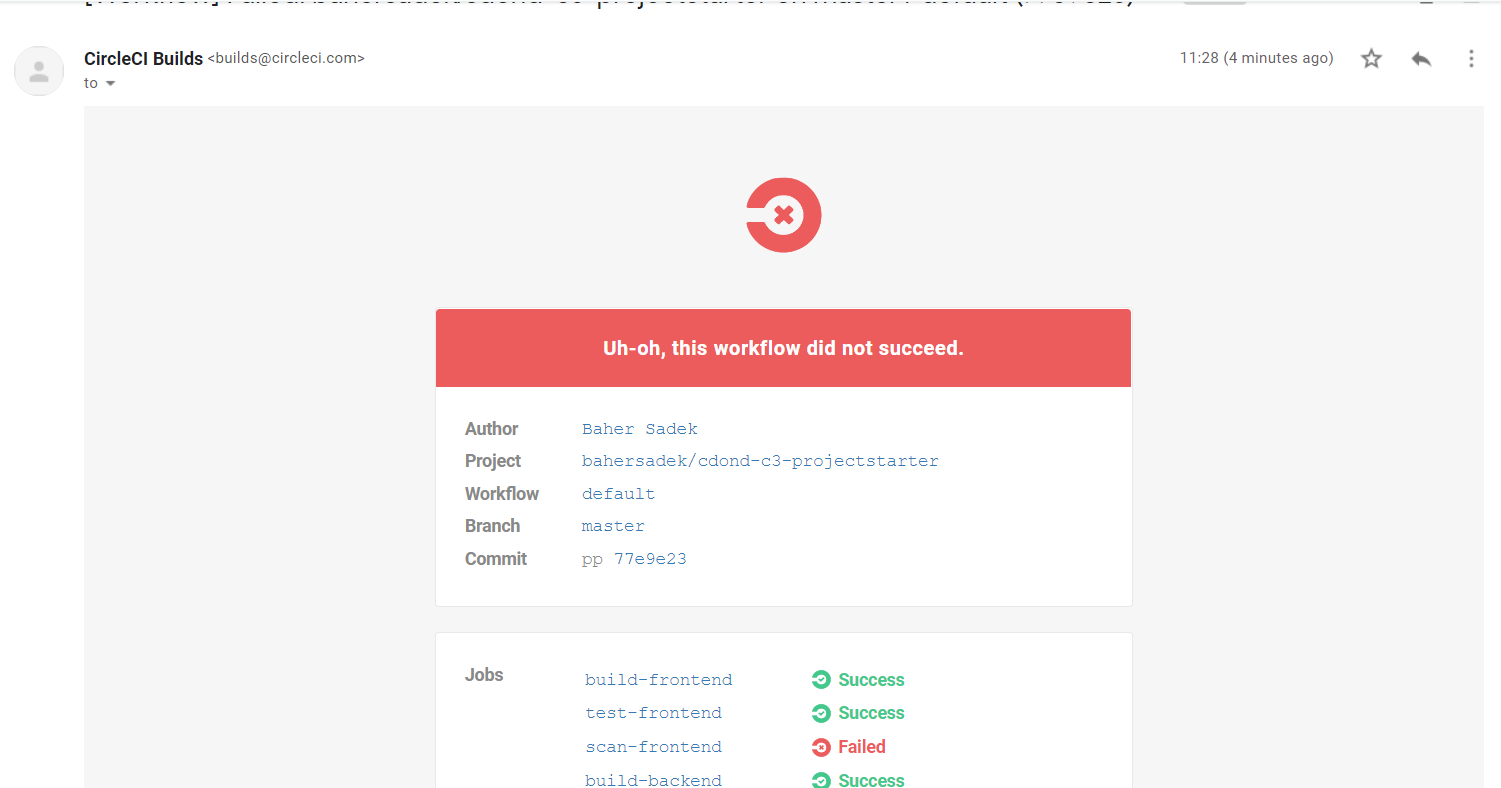 CircleCI Builds <builds@circleci.com>
11:28 (4 minutes ago)
to
Uh-oh, this workflow did not succeed.
Author Baher Sadek
Project bahersadek/cdond-c3-projectstarter
Workflow default
Branch master
Commit pp 77e9e23
Jobs build-frontend Success
test-frontend Success
scan-frontend Failed
build-backend Success